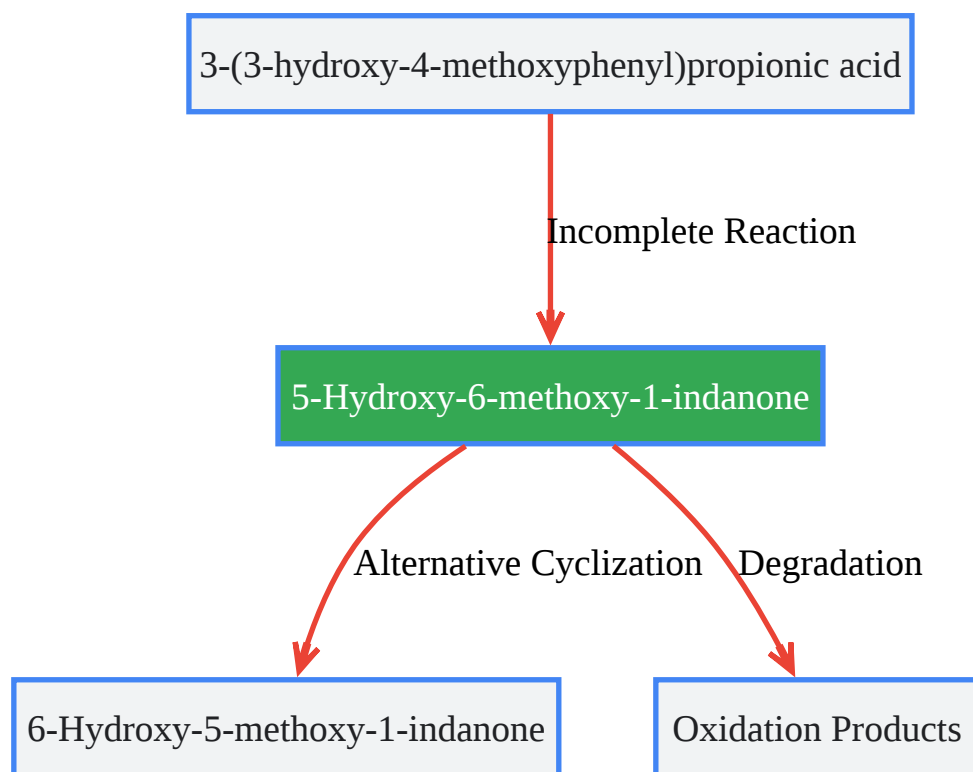 3-(3-hydroxy-4-methoxyphenyl)propionic acid
Incomplete Reaction
5-Hydroxy-6-methoxy-1-indanone
Alternative Cyclization
Degradation
6-Hydroxy-5-methoxy-1-indanone
Oxidation Products